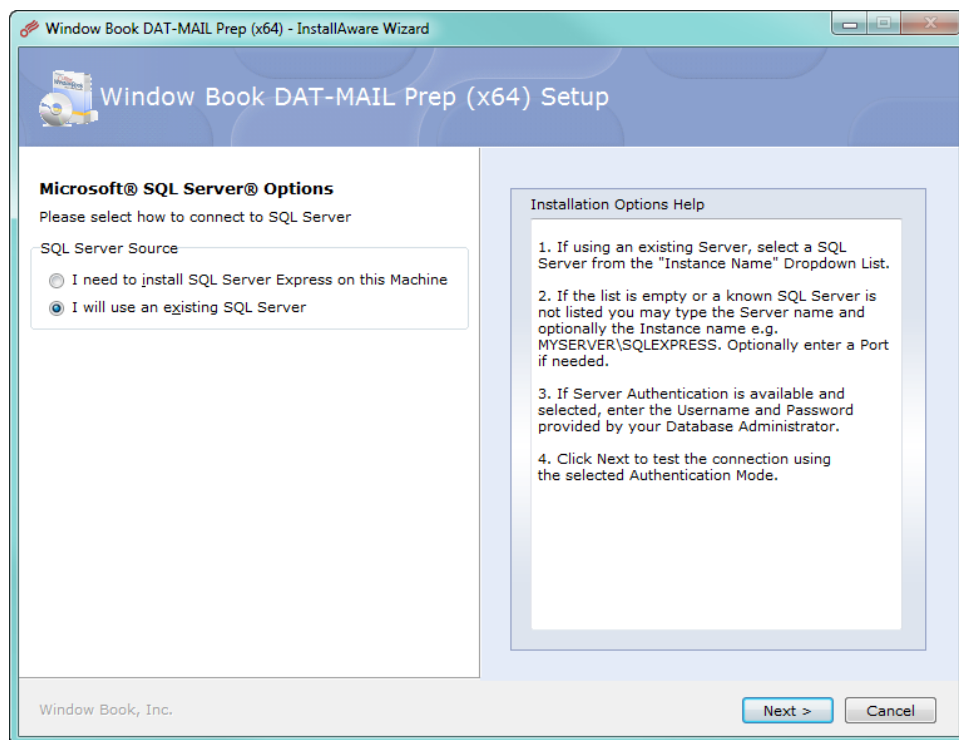 Window Book DAT-MAIL Prep (x64) - InstallAware Wizard
Window Book DAT-MAIL Prep (x64) Setup
Microsoft® SQL Server® Options
Please select how to connect to SQL Server
SQL Server Source
I need to install SQL Server Express on this Machine
I will use an existing SQL Server
Installation Options Help
1. If using an existing Server, select a SQL
Server from the "Instance Name" Dropdown List.
2. If the list is empty or a known SQL Server is
not listed you may type the Server name and
optionally the Instance name e.g.
MYSERVER\SQLEXPRESS. Optionally enter a Port
if needed.
3. If Server Authentication is available and
selected, enter the Username and Password
provided by your Database Administrator.
4. Click Next to test the connection using
the selected Authentication Mode.
Window Book, Inc.
Next >
Cancel